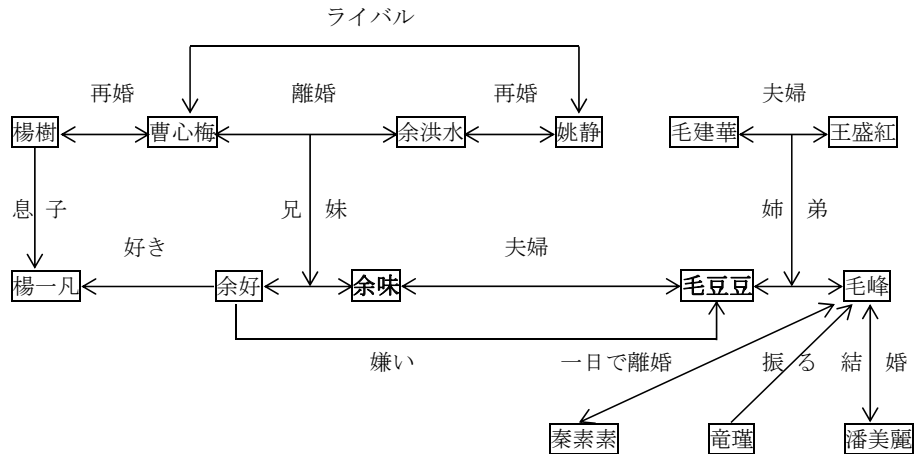 ライバル
再婚 離婚 再婚 夫婦
楊樹 曹心梅 余洪水 姚静 毛建華 王盛紅
息子 兄妹 姉弟
好き 夫婦
楊一凡 余好 余味 毛豆豆 毛峰
嫌い 一日で離婚 振る 結婚
秦素素 竜瑾 潘美麗